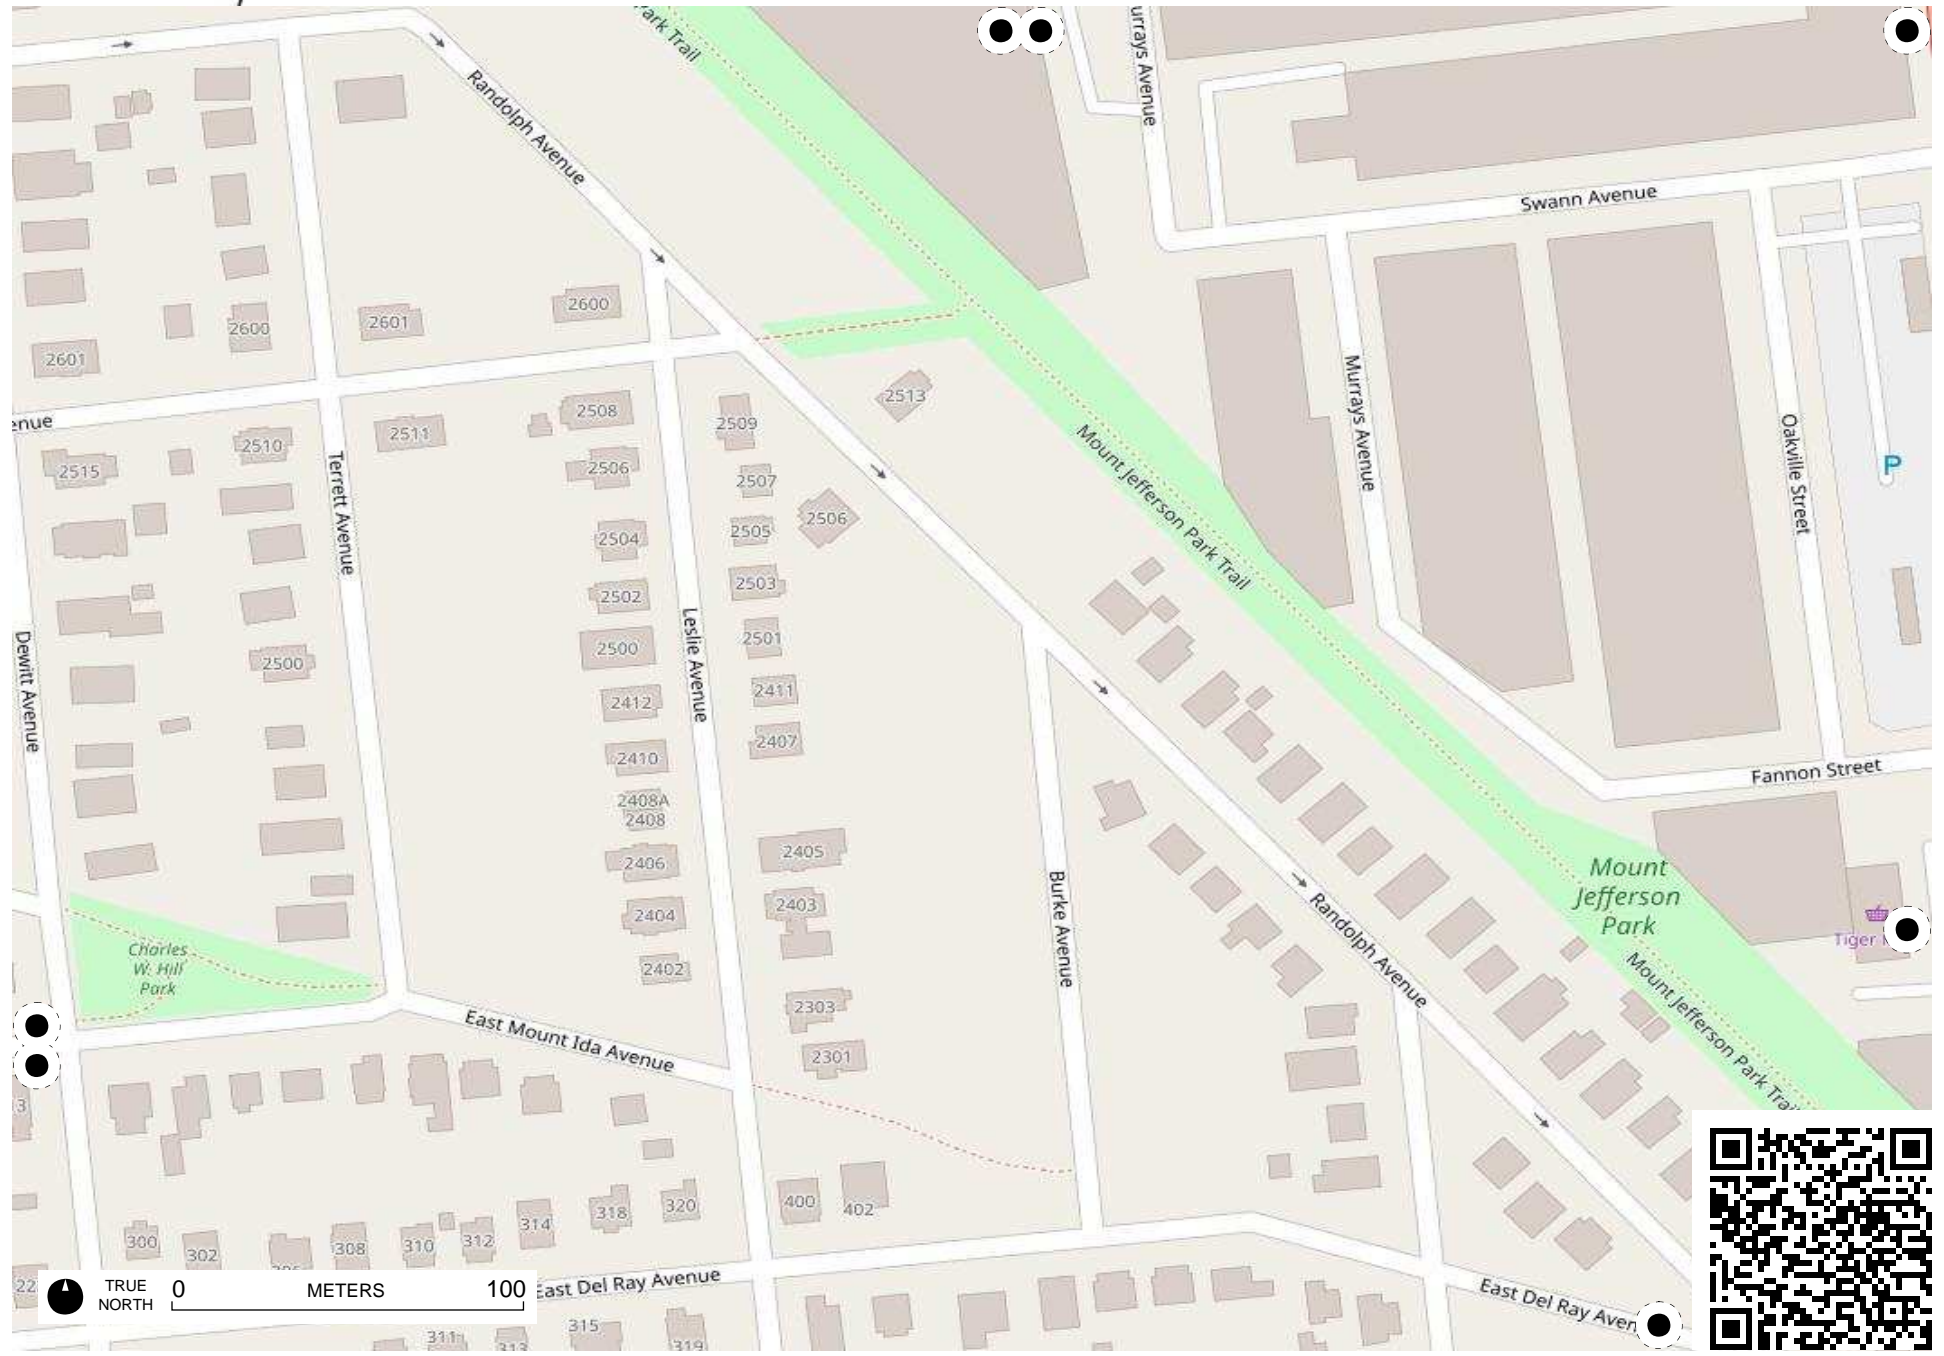 Park Trail
Murrays Avenue
Randolph Avenue
Swann Avenue
2600
2601
2600
2601
2513
2508
2509
2511
2510
2515
2506
2507
2506
2505
2504
2503
2502
2501
2500
2500
2411
2412
2407
2410
2408A
2408
2405
2406
2403
2404
2402
2303
2301
Terrett Avenue
Leslie Avenue
Dewitt Avenue
Mount Jefferson Park Trail
Murrays Avenue
Oakville Street
P
Fannon Street
Mount
Jefferson
Park
Tiger
Burke Avenue
Randolph Avenue
Mount Jefferson Park Trail
Charles
W. Hill
Park
East Mount Ida Avenue
400
402
320
318
314
312
310
308
302
300
East Del Ray Avenue
East Del Ray Aven
311
313
315
319
TRUE
NORTH
0 METERS 100